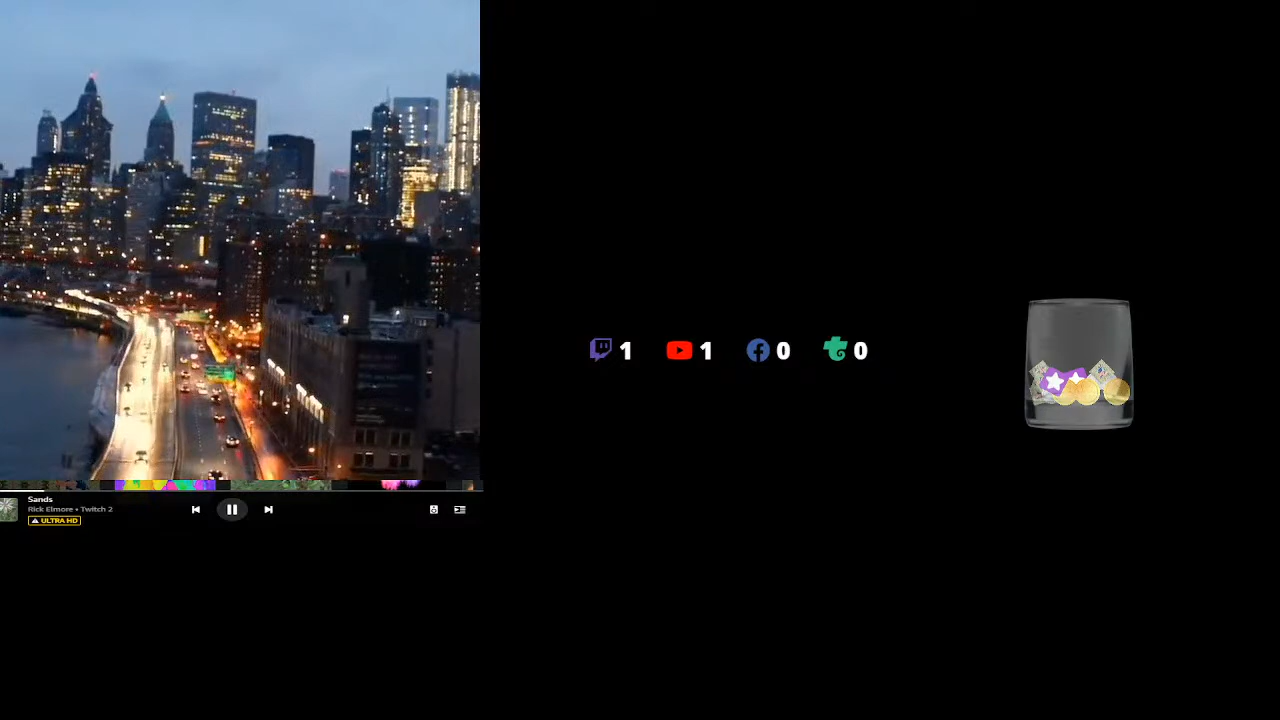 1 1 0 0
Sands
Rick Elmore • Twitch 2
ULTRA HD